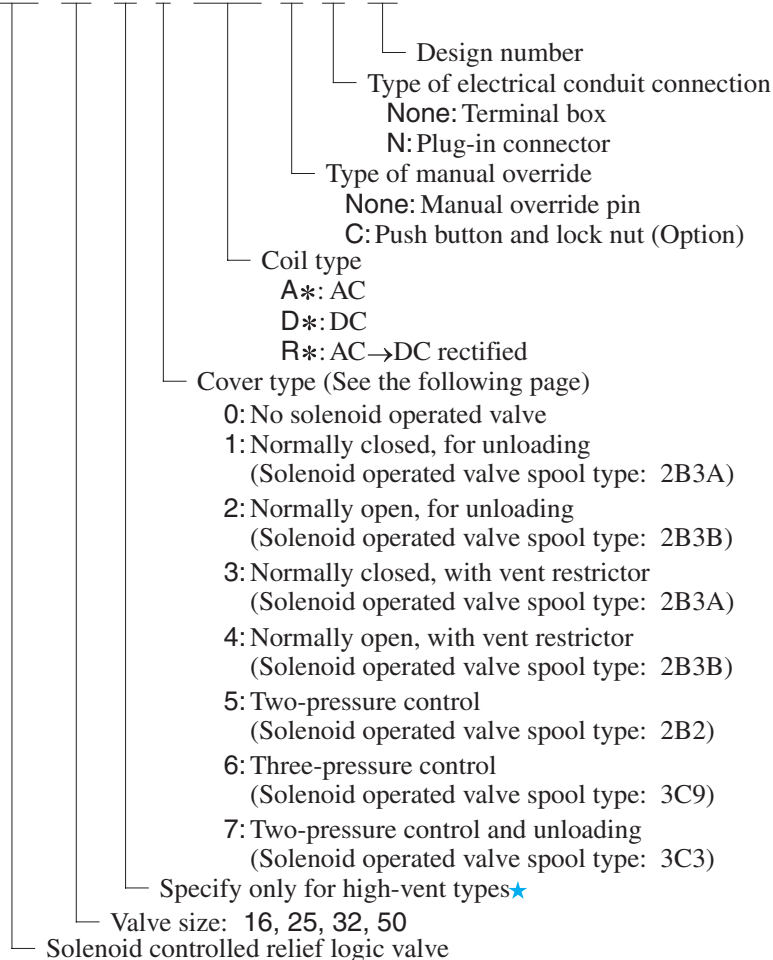 Design number
Type of electrical conduit connection
None: Terminal box
N: Plug-in connector
Type of manual override
None: Manual override pin
C: Push button and lock nut (Option)
Coil type
A*: AC
D*: DC
R*: AC→DC rectified
Cover type (See the following page)
0: No solenoid operated valve
1: Normally closed, for unloading
(Solenoid operated valve spool type: 2B3A)
2: Normally open, for unloading
(Solenoid operated valve spool type: 2B3B)
3: Normally closed, with vent restrictor
(Solenoid operated valve spool type: 2B3A)
4: Normally open, with vent restrictor
(Solenoid operated valve spool type: 2B3B)
5: Two-pressure control
(Solenoid operated valve spool type: 2B2)
6: Three-pressure control
(Solenoid operated valve spool type: 3C9)
7: Two-pressure control and unloading
(Solenoid operated valve spool type: 3C3)
Specify only for high-vent types★
Valve size: 16, 25, 32, 50
Solenoid controlled relief logic valve